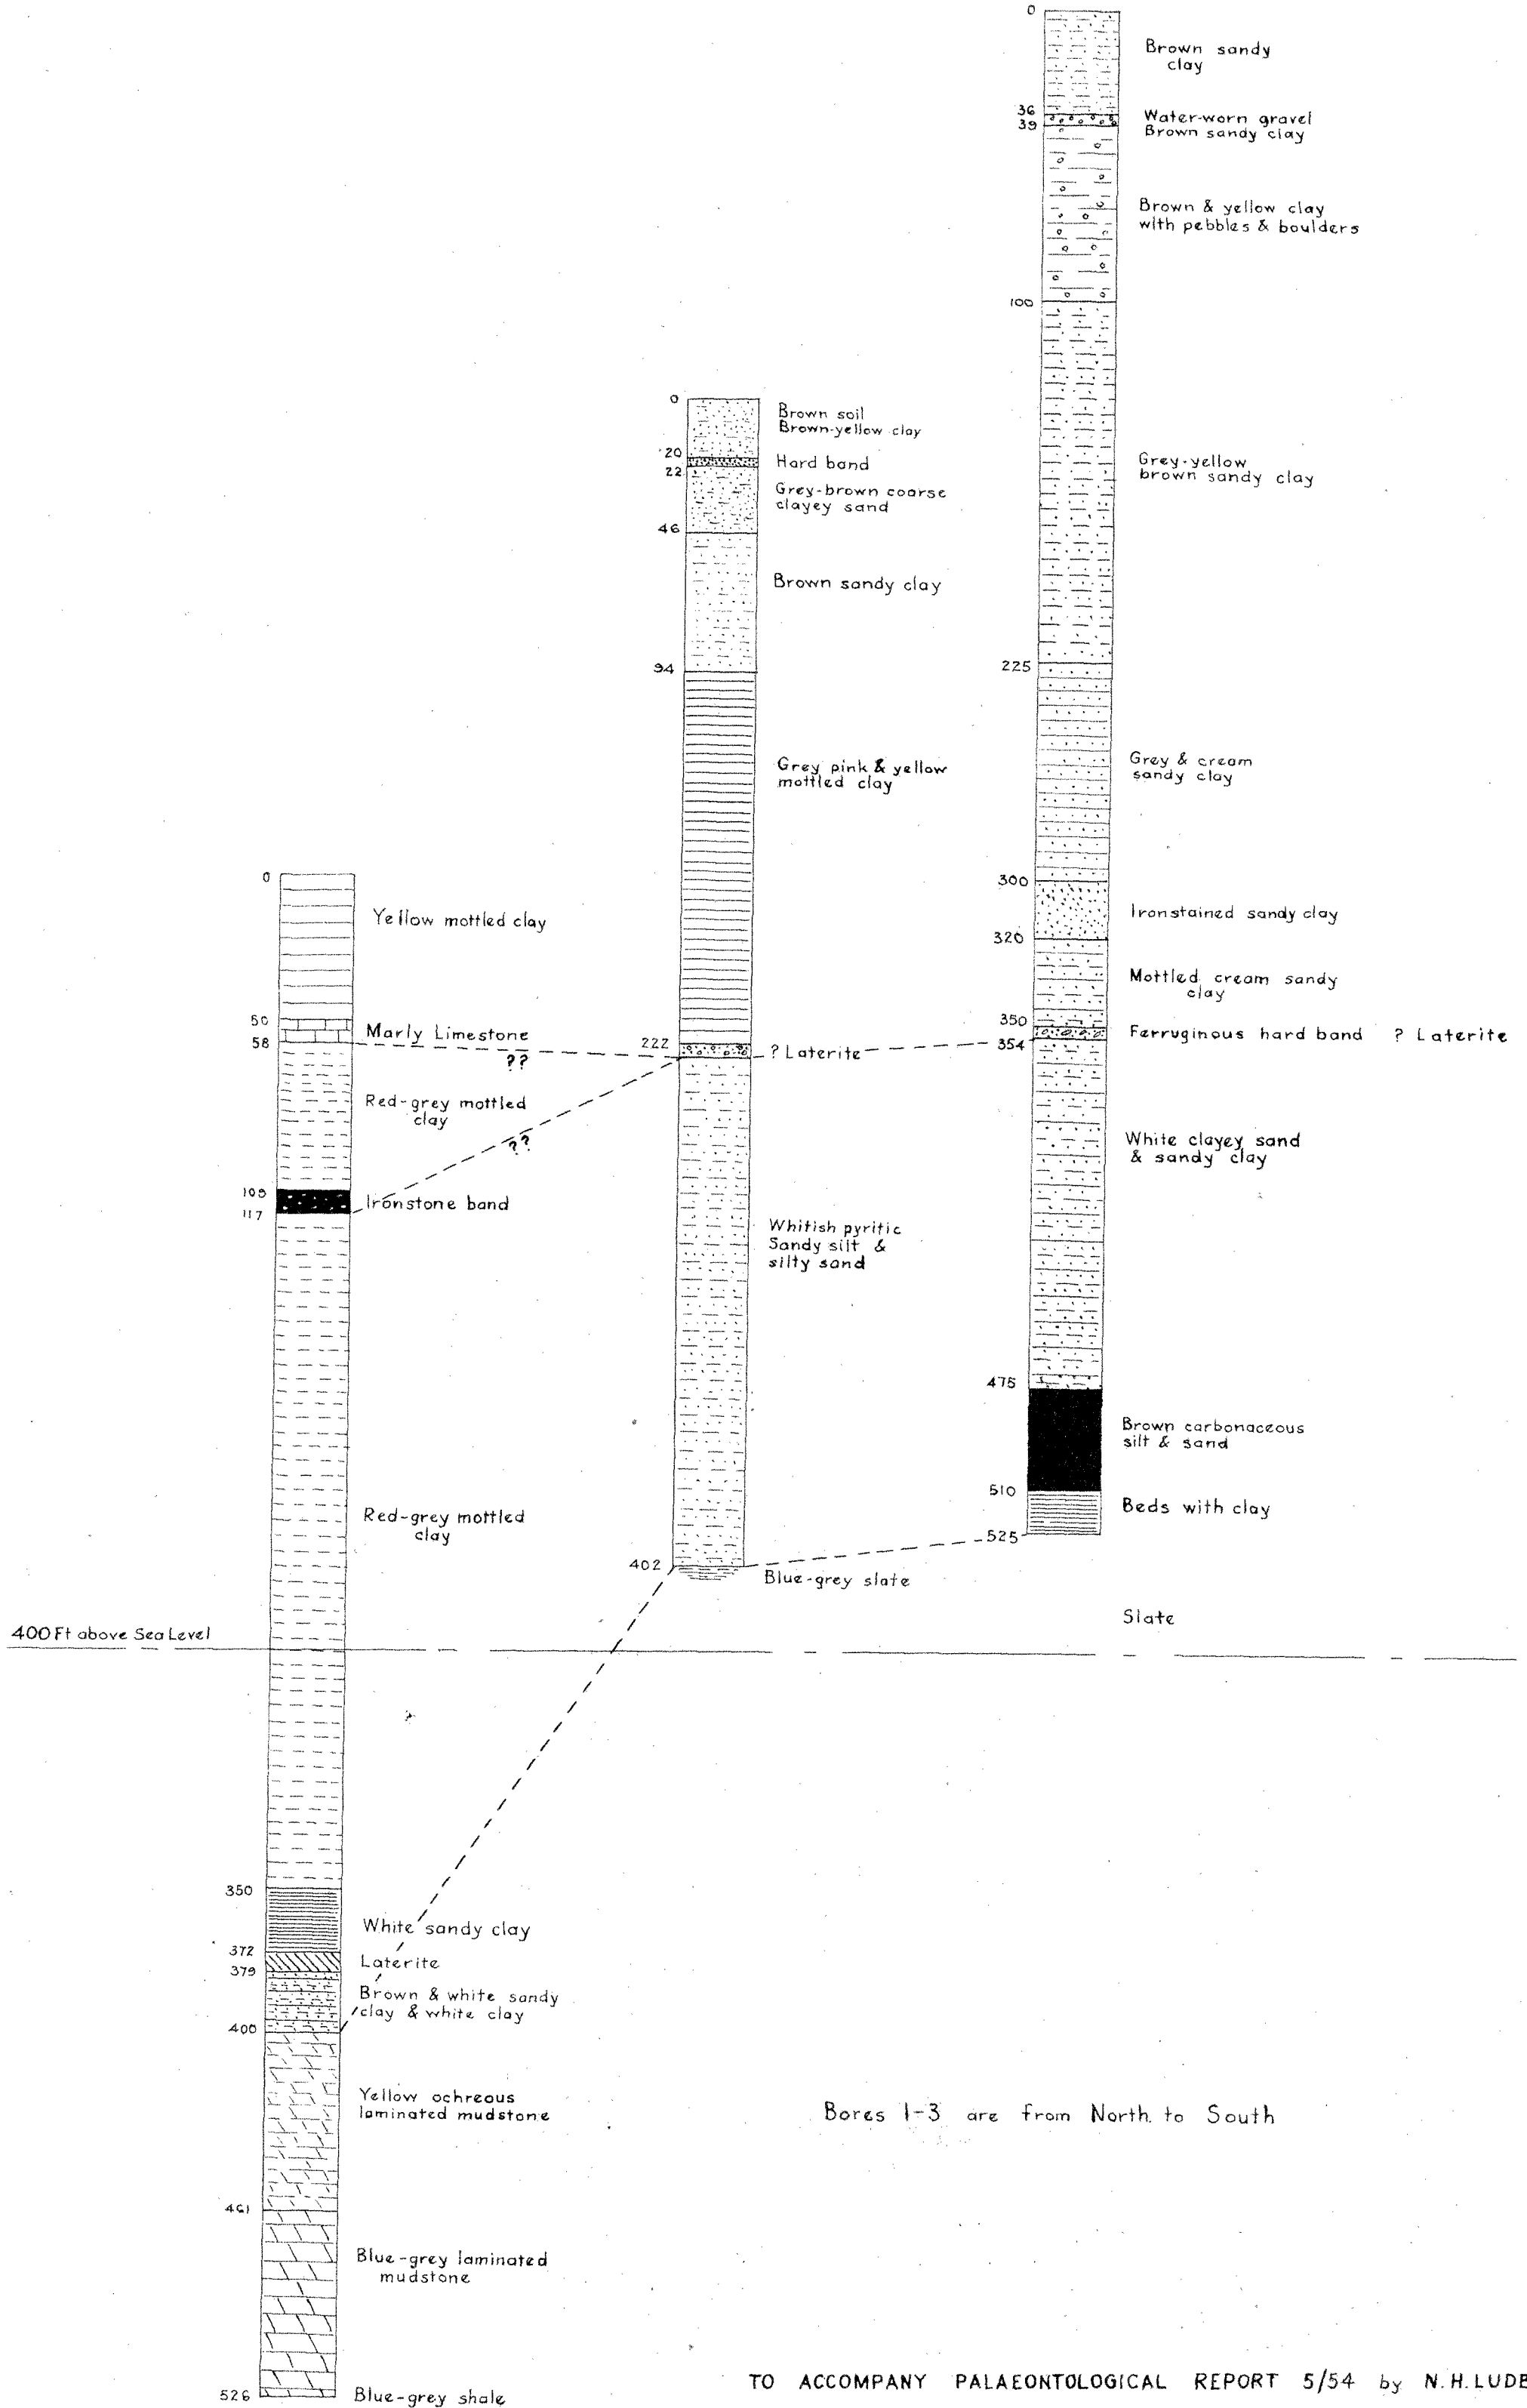 0
Brown sandy
clay
36
Water-worn gravel
39
Brown sandy clay
Brown & yellow clay
with pebbles & boulders
100
Grey-yellow
brown sandy clay
225
Grey & cream
sandy clay
300
Ironstained sandy clay
320
Mottled cream sandy
clay
350
Ferruginous hard band ? Laterite
354
White clayey sand
& sandy clay
475
Brown carbonaceous
silt & sand
510
Beds with clay
525
Slate
0
Brown soil
Brown-yellow clay
20
Hard band
22
Grey-brown coarse
clayey sand
46
Brown sandy clay
94
Grey pink & yellow
mottled clay
222
? Laterite
Whitish pyritic
Sandy silt &
silty sand
402
Blue-grey slate
0
Yellow mottled clay
50
Marly Limestone
58
??
Red-grey mottled
clay
??
109
Ironstone band
117
Red-grey mottled
clay
400 Ft above Sea Level
350
White sandy clay
372
Laterite
379
Brown & white sandy
clay & white clay
400
Yellow ochreous
laminated mudstone
461
Blue-grey laminated
mudstone
526
Blue-grey shale
Bores 1-3 are from North to South
TO ACCOMPANY PALAEONTOLOGICAL REPORT 5/54 by N.H. LUDB